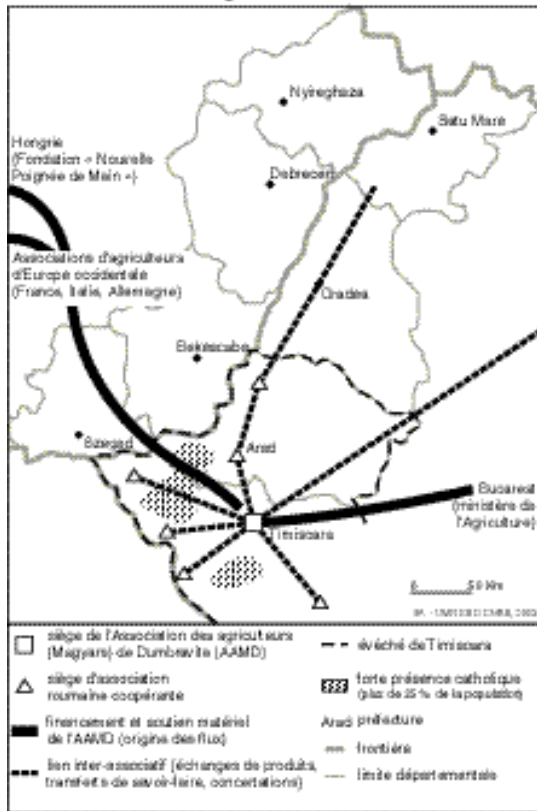 Nyireghaza
Satu Mare
Hongrie
(Fondation « Nouvelle
Poignée de Main »)
Debrecen
Associations d'agriculteurs
d'Europe occidentale
(France, Italie, Allemagne)
Oradea
Békéscaba
Szeged
Arad
Bucarest
(ministère de
l'Agriculture)
Timisoara
0 50 Km
siège de l'Association des agriculteurs
(Magyars) de Dumbravita (AAMD)
siège d'association
roumaine coopérante
financement et soutien matériel
de l'AAMD (origine des flux)
lien inter-associatif (échanges de produits,
transferts de savoir-faire, concertations)
évêché de Timisoara
forte présence catholique
(plus de 25 % de la population)
Arad préfecture
frontière
limite départementale